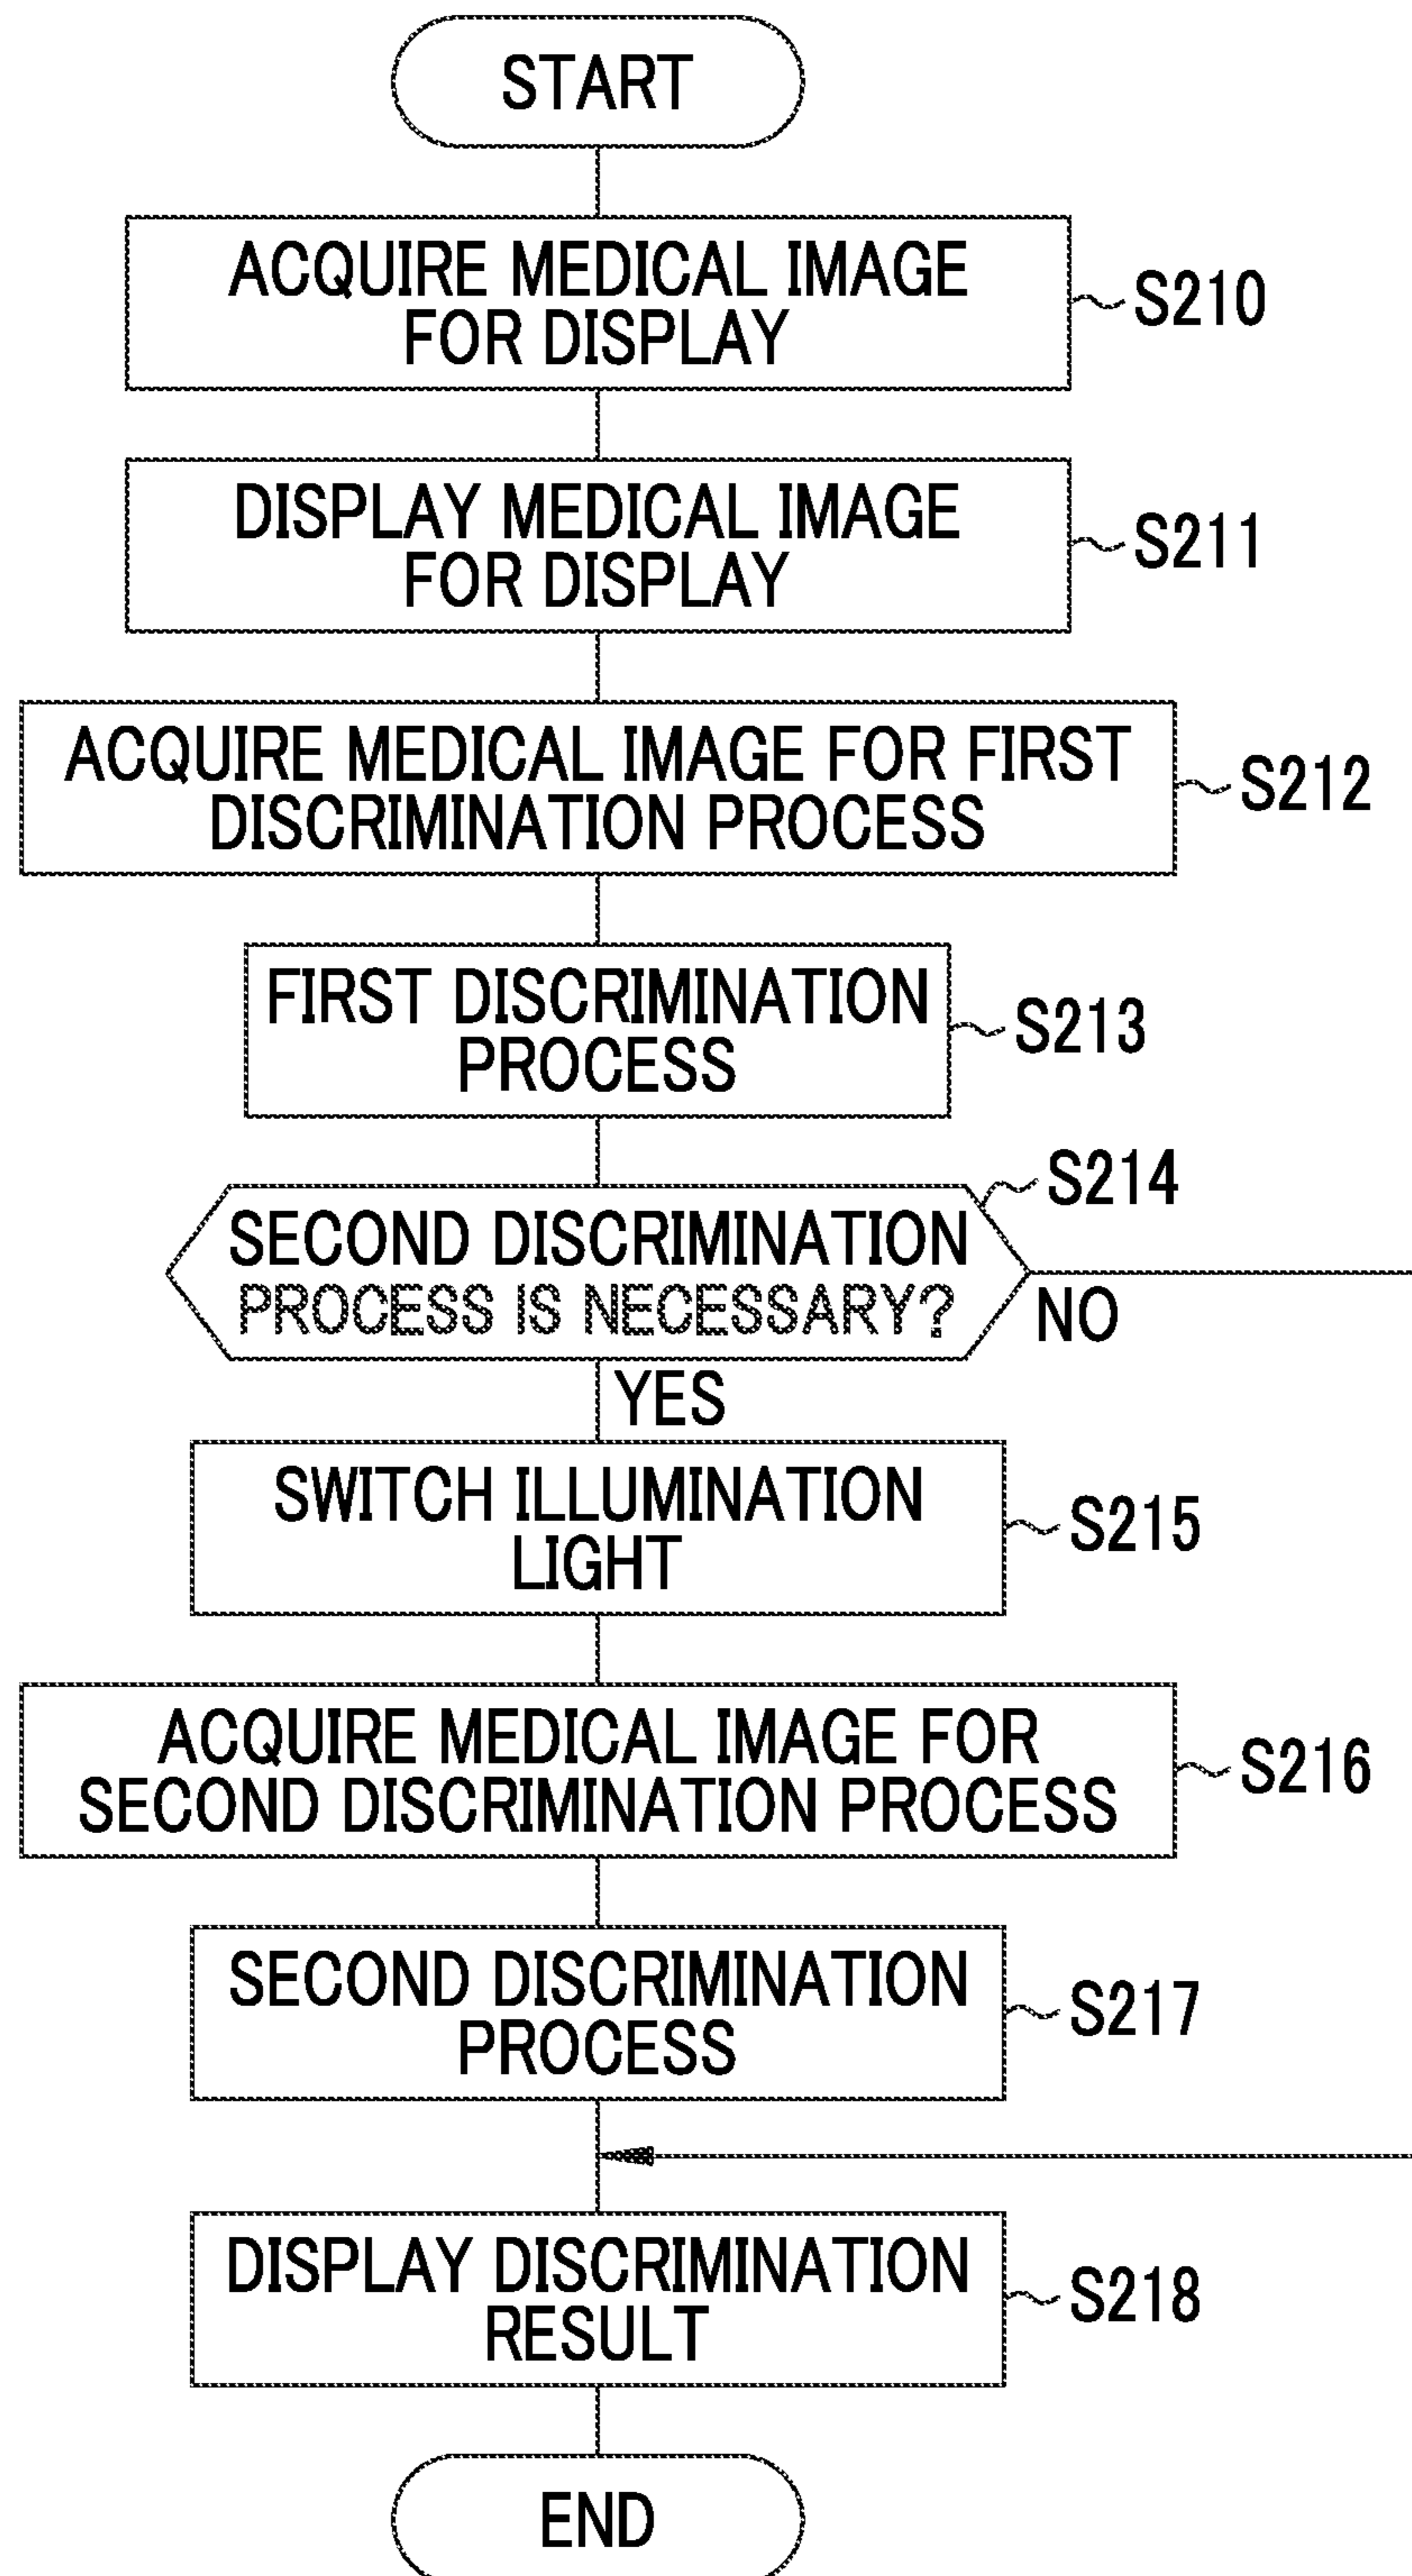 START
ACQUIRE MEDICAL IMAGE
FOR DISPLAY
S210
DISPLAY MEDICAL IMAGE
FOR DISPLAY
S211
ACQUIRE MEDICAL IMAGE FOR FIRST
DISCRIMINATION PROCESS
S212
FIRST DISCRIMINATION
PROCESS
S213
S214
SECOND DISCRIMINATION
PROCESS IS NECESSARY?
NO
YES
SWITCH ILLUMINATION
LIGHT
S215
ACQUIRE MEDICAL IMAGE FOR
SECOND DISCRIMINATION PROCESS
S216
SECOND DISCRIMINATION
PROCESS
S217
DISPLAY DISCRIMINATION
RESULT
S218
END